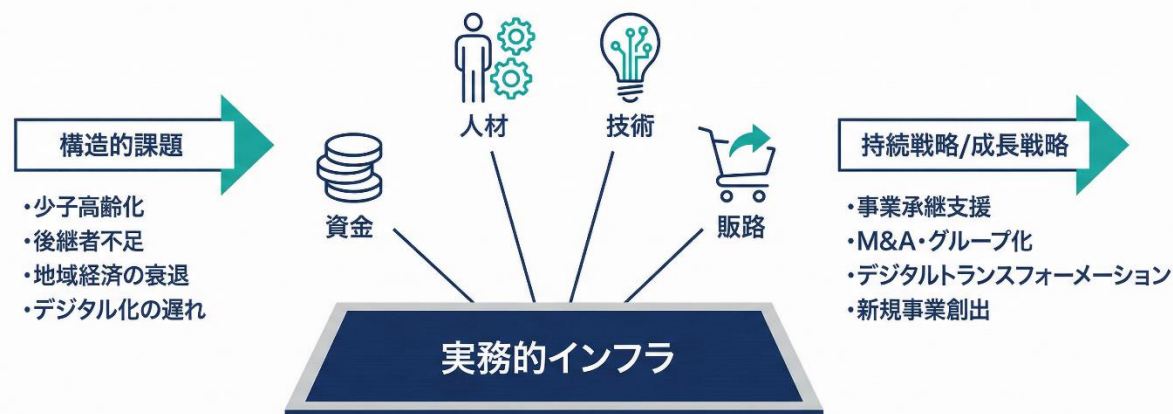 構造的課題
・少子高齢化
・後継者不足
・地域経済の衰退
・デジタル化の遅れ
資金
人材
技術
販路
実務的インフラ
持続戦略/成長戦略
・事業承継支援
・M&A・グループ化
・デジタルトランスフォーメーション
・新規事業創出